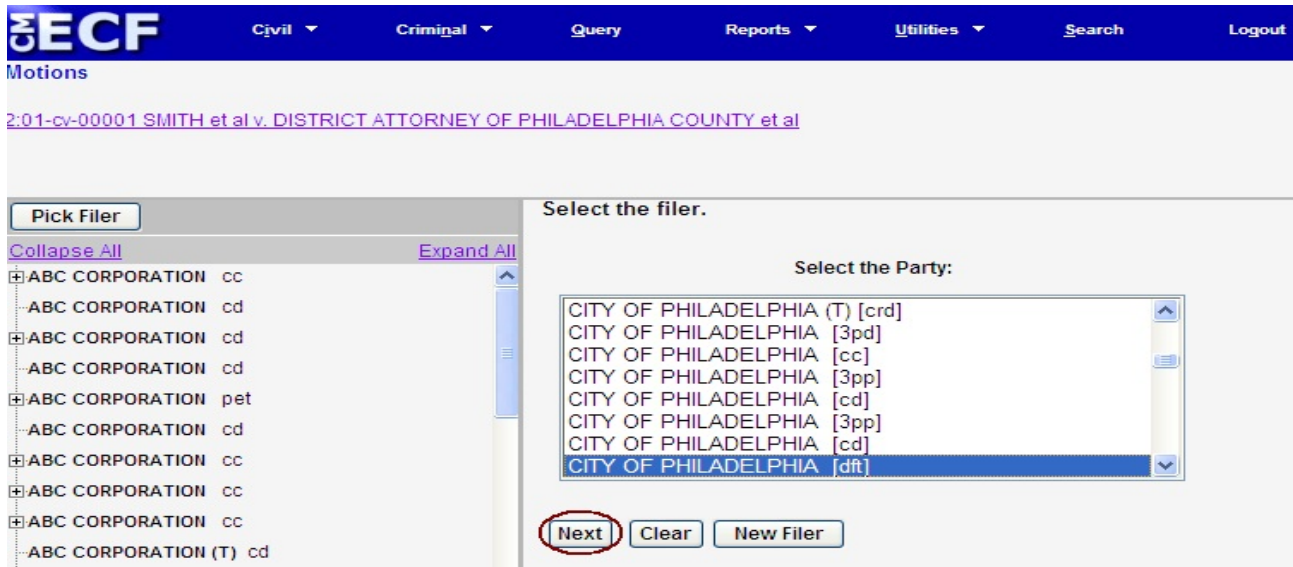 CM ECF Civil Criminal Query Reports Utilities Search Logout
Motions
2:01-cv-00001 SMITH et al v. DISTRICT ATTORNEY OF PHILADELPHIA COUNTY et al
Pick Filer
Collapse All Expand All
ABC CORPORATION cc
ABC CORPORATION cd
ABC CORPORATION cd
ABC CORPORATION cd
ABC CORPORATION pet
ABC CORPORATION cd
ABC CORPORATION cc
ABC CORPORATION cc
ABC CORPORATION cc
ABC CORPORATION (T) cd
Select the filer.
Select the Party:
CITY OF PHILADELPHIA (T) [crd]
CITY OF PHILADELPHIA [3pd]
CITY OF PHILADELPHIA [cc]
CITY OF PHILADELPHIA [3pp]
CITY OF PHILADELPHIA [cd]
CITY OF PHILADELPHIA [3pp]
CITY OF PHILADELPHIA [cd]
CITY OF PHILADELPHIA [dft]
Next Clear New Filer